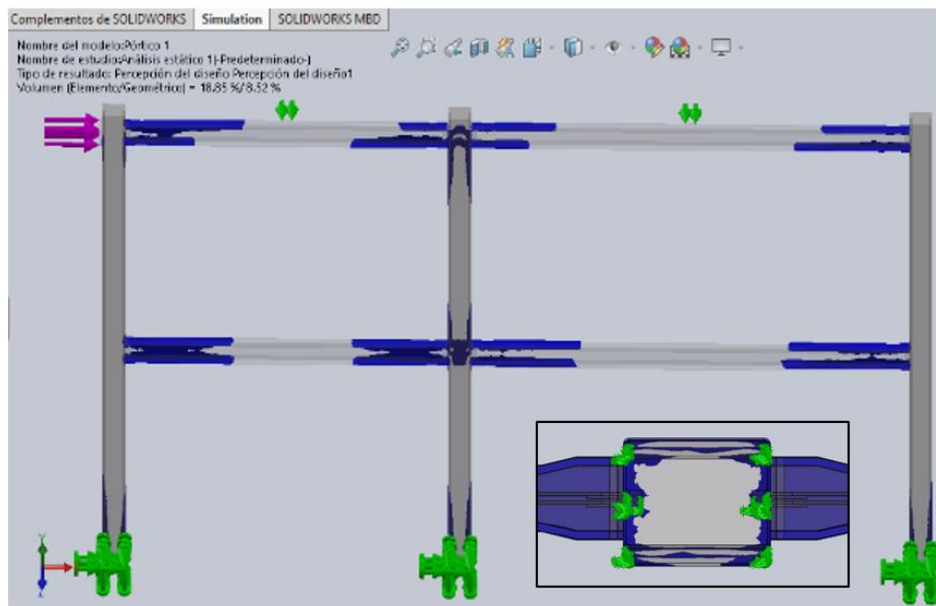 Complementos de SOLIDWORKS Simulation SOLIDWORKS MBD
Nombre del modelo:Pórtico 1
Nombre de estudio:Análisis estático 1(-Predeterminado-)
Tipo de resultado: Percepción del diseño Percepción del diseño1
Volumen (Elemento/Geométrico) = 18.85 %/ 8.52 %